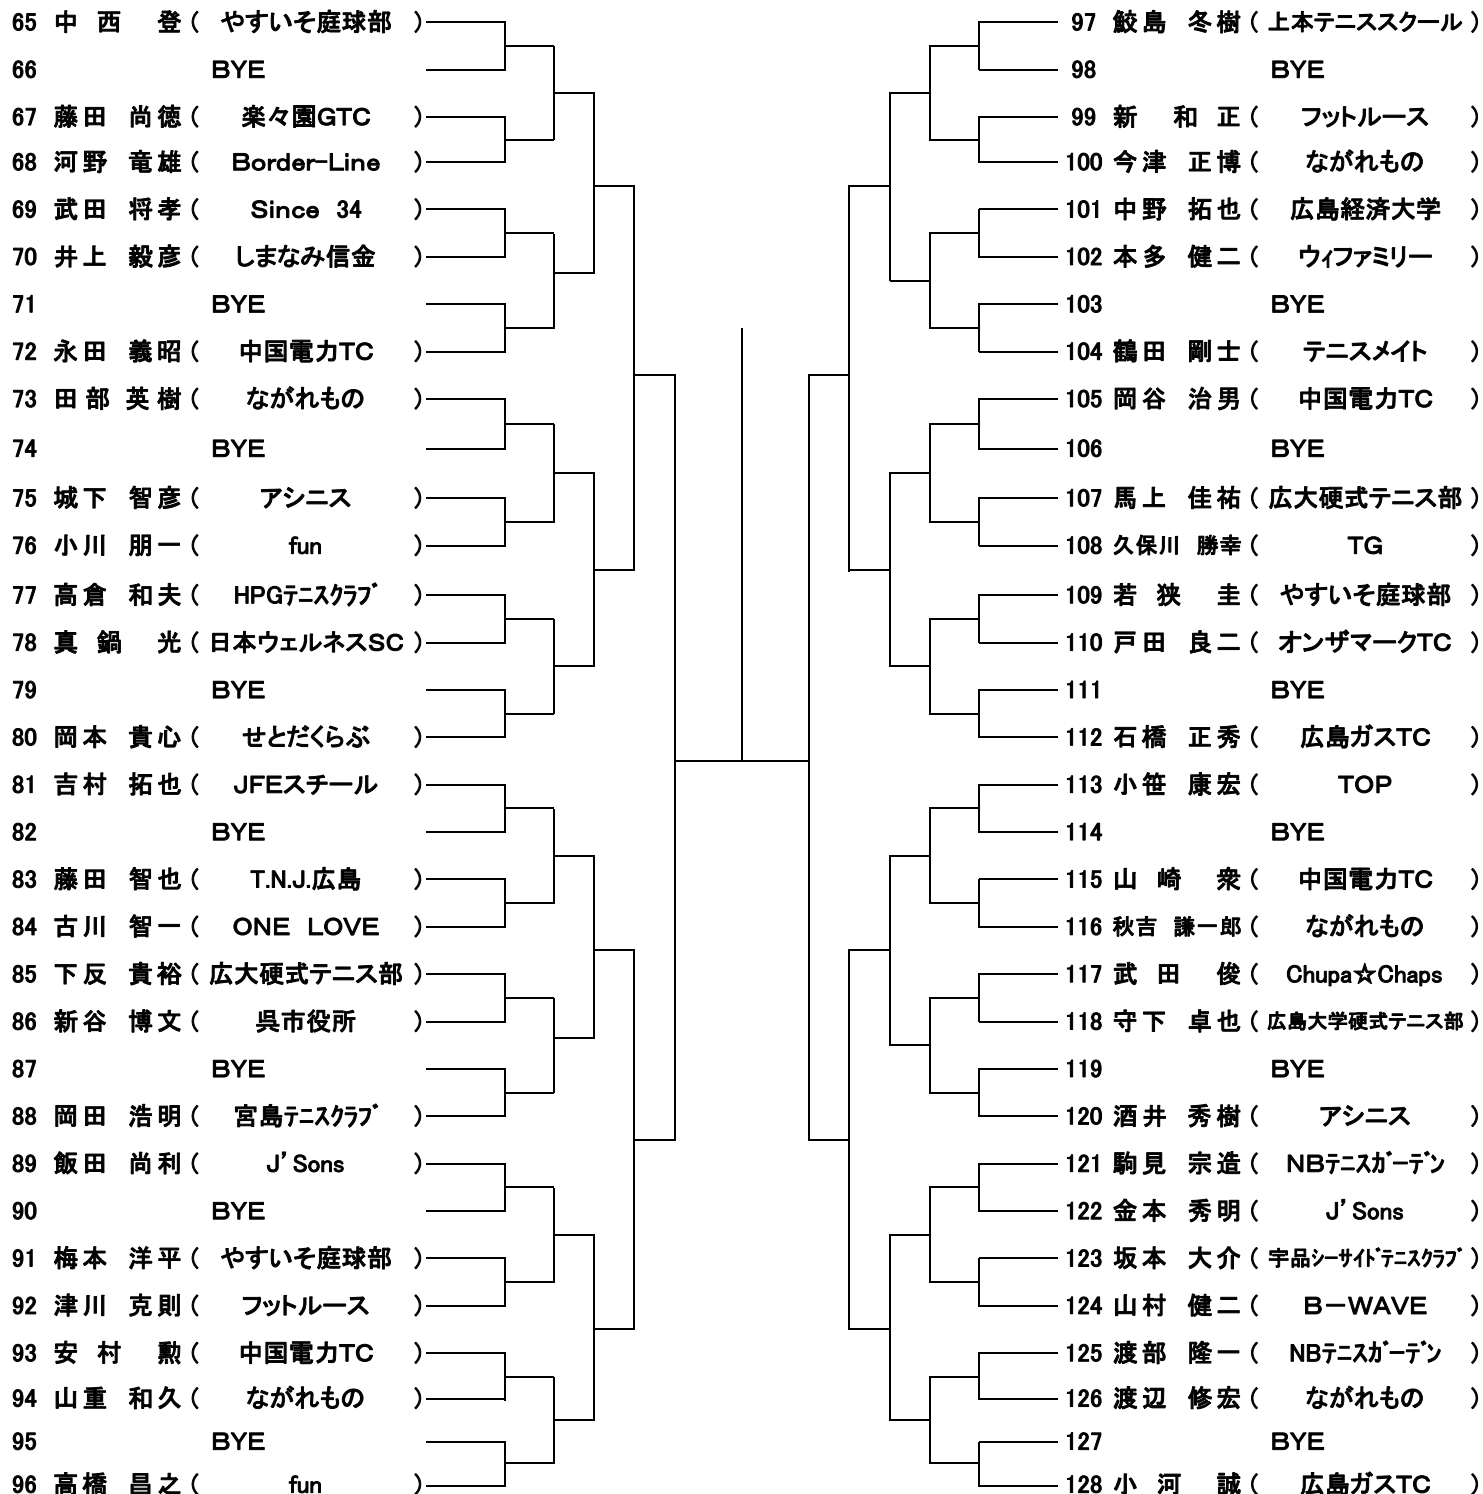 65 中 西 登 ( やすいそ庭球部 )
66 BYE
67 藤田 尚徳 ( 楽々園GTC )
68 河野 竜雄 ( Border-Line )
69 武田 将孝 ( Since 34 )
70 井上 毅彦 ( しまなみ信金 )
71 BYE
72 永田 義昭 ( 中国電力TC )
73 田部 英樹 ( ながれもの )
74 BYE
75 城下 智彦 ( アシニス )
76 小川 朋一 ( fun )
77 高倉 和夫 ( HPGテニスクラブ )
78 真 鍋 光 ( 日本ウェルネスSC )
79 BYE
80 岡本 貴心 ( せとだくらぶ )
81 吉村 拓也 ( JFEスチール )
82 BYE
83 藤田 智也 ( T.N.J.広島 )
84 古川 智一 ( ONE LOVE )
85 下反 貴裕 ( 広大硬式テニス部 )
86 新谷 博文 ( 呉市役所 )
87 BYE
88 岡田 浩明 ( 宮島テニスクラブ )
89 飯田 尚利 ( J'Sons )
90 BYE
91 梅本 洋平 ( やすいそ庭球部 )
92 津川 克則 ( フットルース )
93 安 村 勲 ( 中国電力TC )
94 山重 和久 ( ながれもの )
95 BYE
96 高橋 昌之 ( fun )
97 鮫島 冬樹 ( 上本テニススクール )
98 BYE
99 新 和正 ( フットルース )
100 今津 正博 ( ながれもの )
101 中野 拓也 ( 広島経済大学 )
102 本多 健二 ( ウィファミリー )
103 BYE
104 鶴田 剛士 ( テニスメイト )
105 岡谷 治男 ( 中国電力TC )
106 BYE
107 馬上 佳祐 ( 広大硬式テニス部 )
108 久保川 勝幸 ( TG )
109 若 狭 圭 ( やすいそ庭球部 )
110 戸田 良二 ( オンザマークTC )
111 BYE
112 石橋 正秀 ( 広島ガスTC )
113 小笹 康宏 ( TOP )
114 BYE
115 山 崎 衆 ( 中国電力TC )
116 秋吉 謙一郎 ( ながれもの )
117 武 田 俊 ( Chupa☆Chaps )
118 守下 卓也 ( 広島大学硬式テニス部 )
119 BYE
120 酒井 秀樹 ( アシニス )
121 駒見 宗造 ( NBテニスガーデン )
122 金本 秀明 ( J'Sons )
123 坂本 大介 ( 宇品シーサイドテニスクラブ )
124 山村 健二 ( B－WAVE )
125 渡部 隆一 ( NBテニスガーデン )
126 渡辺 修宏 ( ながれもの )
127 BYE
128 小 河 誠 ( 広島ガスTC )